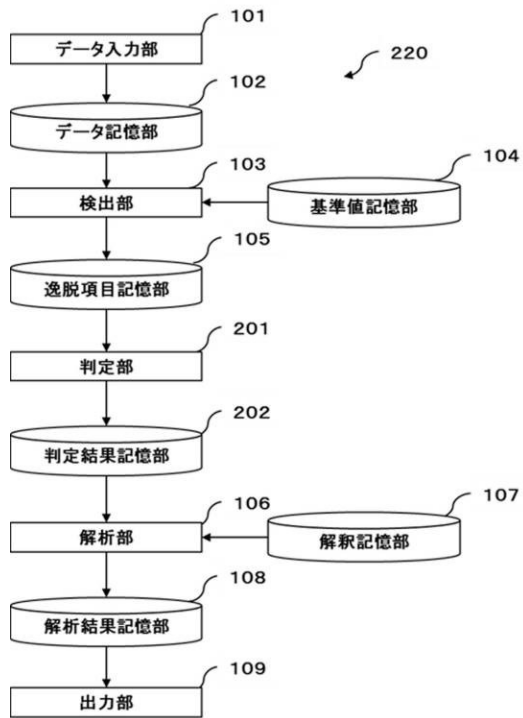 101
データ入力部
220
102
データ記憶部
103
104
検出部
基準値記憶部
105
逸脱項目記憶部
201
判定部
202
判定結果記憶部
106
107
解析部
解釈記憶部
108
解析結果記憶部
109
出力部